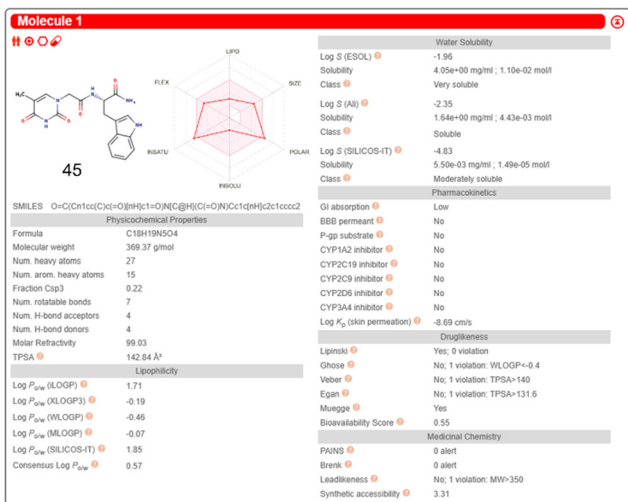 Molecule 1
LIPO
FLEX
SIZE
INSATU
POLAR
INSOLU
H₃C
O
N
O
N
H
O
H
N
O
NH₂
NH
45
SMILES O=C(Cn1cc(C)c(=O)[nH]c1=O)N[C@H](C(=O)N)Cc1c[nH]c2c1cccc2
Physicochemical Properties
Formula C18H19N5O4
Molecular weight 369.37 g/mol
Num. heavy atoms 27
Num. arom. heavy atoms 15
Fraction Csp3 0.22
Num. rotatable bonds 7
Num. H-bond acceptors 4
Num. H-bond donors 4
Molar Refractivity 99.03
TPSA ? 142.84 Å²
Lipophilicity
Log Po/w (iLOGP) ? 1.71
Log Po/w (XLOGP3) ? -0.19
Log Po/w (WLOGP) ? -0.46
Log Po/w (MLOGP) ? -0.07
Log Po/w (SILICOS-IT) ? 1.85
Consensus Log Po/w ? 0.57
Water Solubility
Log S (ESOL) ? -1.96
Solubility 4.05e+00 mg/ml ; 1.10e-02 mol/l
Class ? Very soluble
Log S (Ali) ? -2.35
Solubility 1.64e+00 mg/ml ; 4.43e-03 mol/l
Class ? Soluble
Log S (SILICOS-IT) ? -4.83
Solubility 5.50e-03 mg/ml ; 1.49e-05 mol/l
Class ? Moderately soluble
Pharmacokinetics
GI absorption ? Low
BBB permeant ? No
P-gp substrate ? No
CYP1A2 inhibitor ? No
CYP2C19 inhibitor ? No
CYP2C9 inhibitor ? No
CYP2D6 inhibitor ? No
CYP3A4 inhibitor ? No
Log Kp (skin permeation) ? -8.69 cm/s
Druglikeness
Lipinski ? Yes; 0 violation
Ghose ? No; 1 violation: WLOGP<-0.4
Veber ? No; 1 violation: TPSA>140
Egan ? No; 1 violation: TPSA>131.6
Muegge ? Yes
Bioavailability Score ? 0.55
Medicinal Chemistry
PAINS ? 0 alert
Brenk ? 0 alert
Leadlikeness ? No; 1 violation: MW>350
Synthetic accessibility ? 3.31